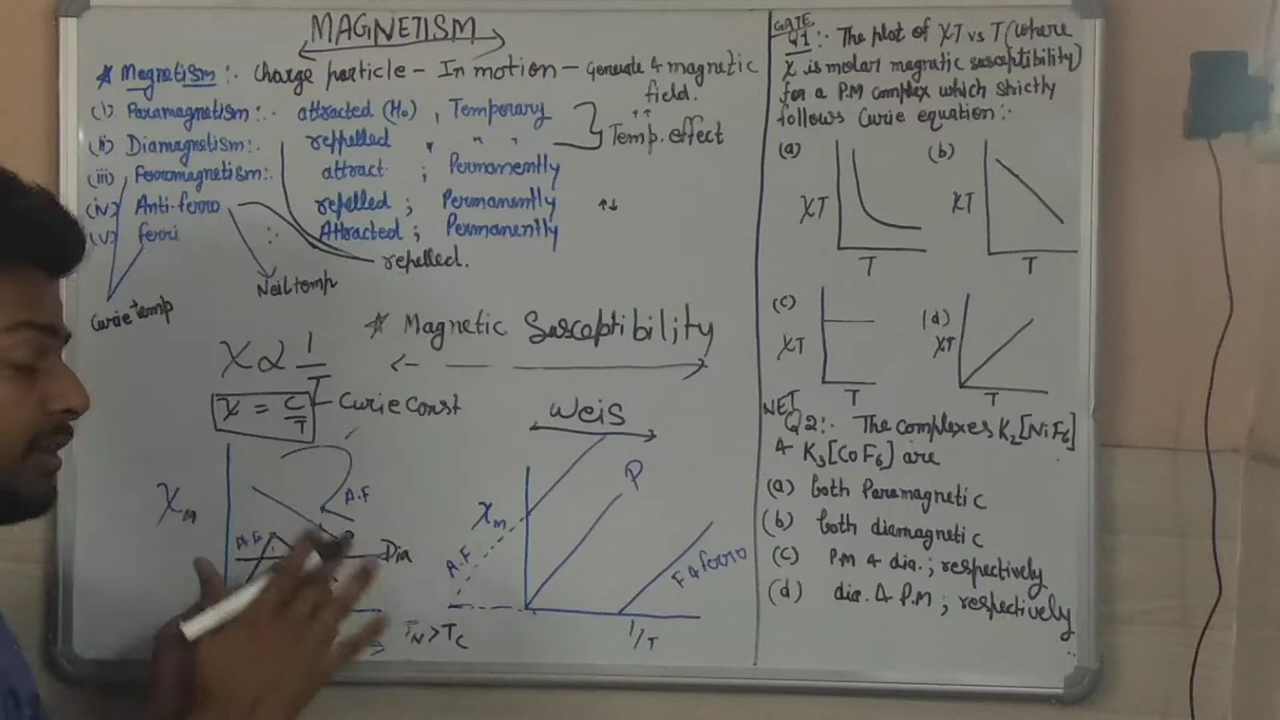 MAGNETISM
* Megnetism :- Charge particle - In motion - Generate 4 magnetic field.
(i) Paramagnetism :- attracted (H₀) , Temporary
(ii) Diamagnetism :- reppelled " " "
} Temp. effect
(iii) Ferromagnetism :- attract ; Permanently
(iv) Anti-ferro repelled ; Permanently ↑↓
(v) ferri : Attracted ; Permanently
repelled.
Curie temp
Neil temp
* Magnetic Susceptibility
χ ∝ 1/T
χ = C/T Curie const
χm
A.F
A.F
Dia
TN > TC
Weis
χm
P
A.F
F & ferro
1/T
GATE
Q1:- The plot of χT vs T (where
χ is molar magnetic susceptibility)
for a P.M complex which strictly
follows Curie equation :-
(a) χT T
(b) χT T
(c) χT T
(d) χT T
NET
Q2:- The complexes K₂[NiF₆]
& K₃[CoF₆] are
(a) both Paramagnetic
(b) both diamagnetic
(c) P.M & dia. ; respectively
(d) dia. & P.M ; respectively